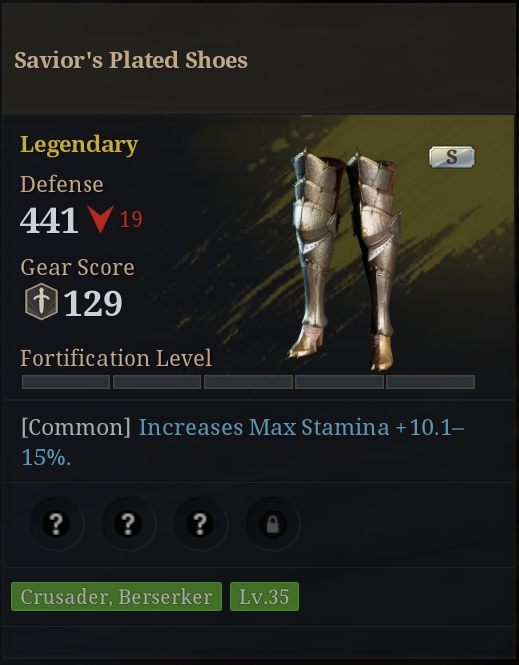 Savior's Plated Shoes
Legendary
S
Defense
441 19
Gear Score
129
Fortification Level
[Common] Increases Max Stamina +10.1–
15%.
? ? ?
Crusader, Berserker Lv.35